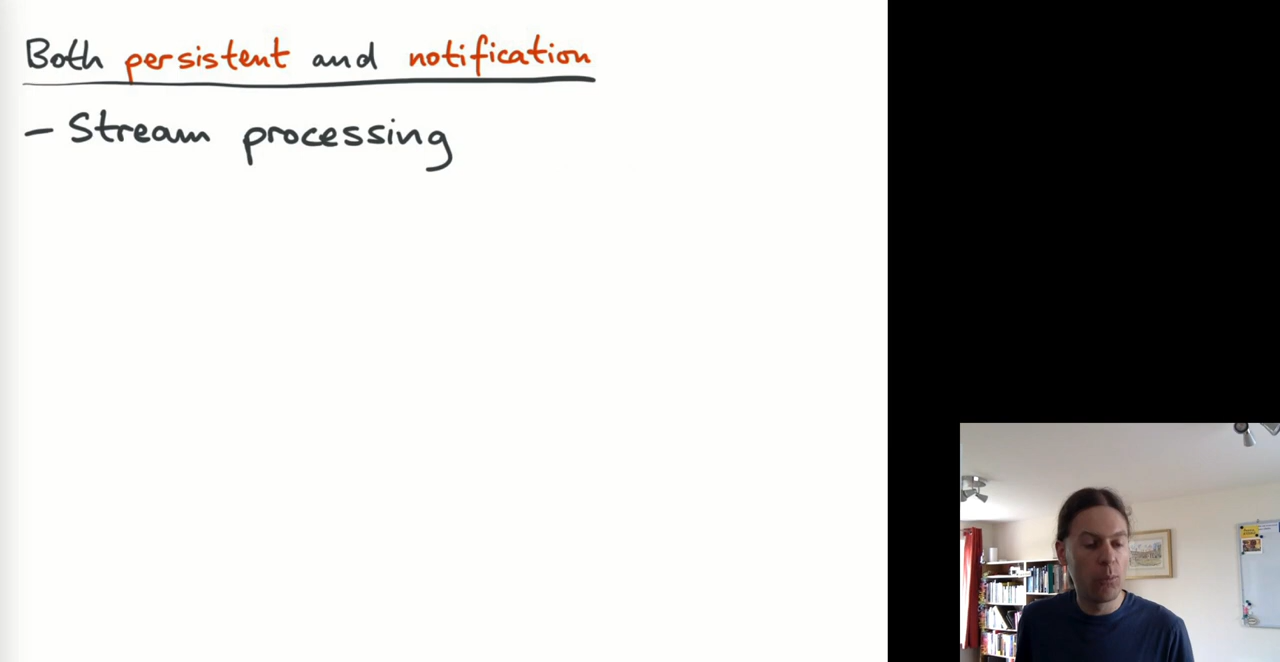 Both persistent and notification
– Stream processing